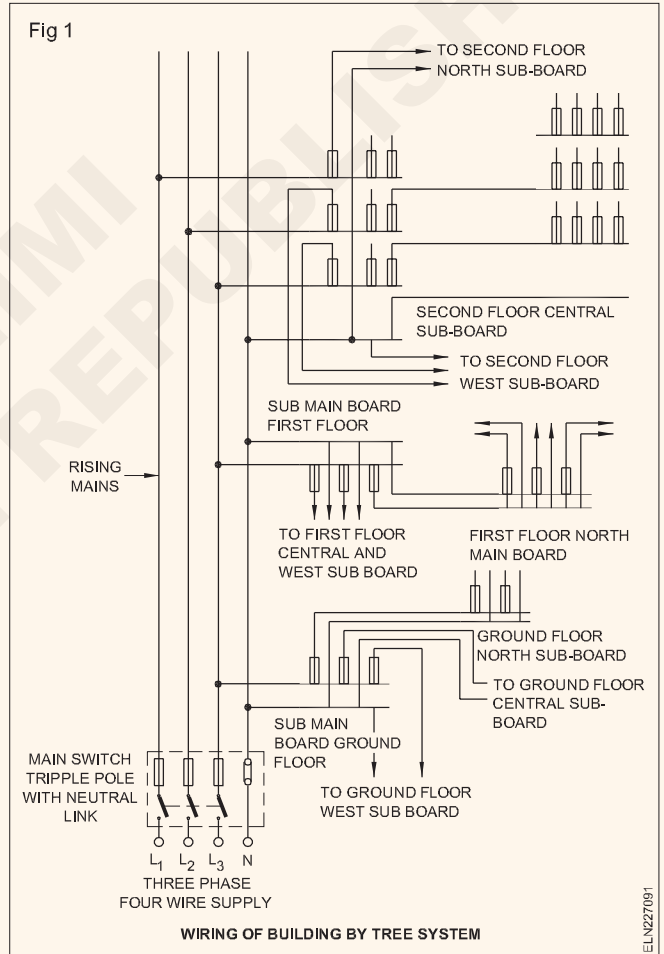 Fig 1
TO SECOND FLOOR
NORTH SUB-BOARD
SECOND FLOOR CENTRAL
SUB-BOARD
TO SECOND FLOOR
WEST SUB-BOARD
SUB MAIN BOARD
FIRST FLOOR
RISING
MAINS
TO FIRST FLOOR
CENTRAL AND
WEST SUB BOARD
FIRST FLOOR NORTH
MAIN BOARD
GROUND FLOOR
NORTH SUB-BOARD
TO GROUND FLOOR
CENTRAL SUB-
BOARD
SUB MAIN
BOARD GROUND
FLOOR
TO GROUND FLOOR
WEST SUB BOARD
MAIN SWITCH
TRIPPLE POLE
WITH NEUTRAL
LINK
L1 L2 L3 N
THREE PHASE
FOUR WIRE SUPPLY
WIRING OF BUILDING BY TREE SYSTEM
ELN227091
IMI
REPUBLISH